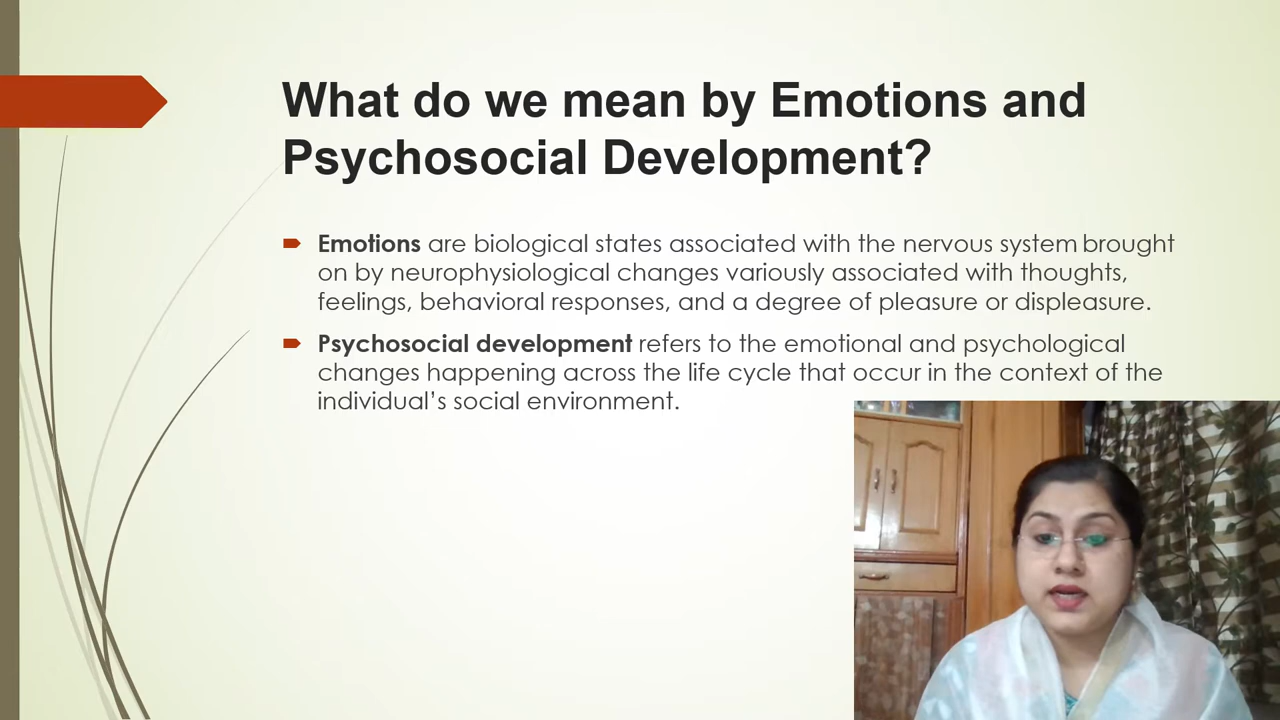 What do we mean by Emotions and
Psychosocial Development?
Emotions are biological states associated with the nervous system brought
on by neurophysiological changes variously associated with thoughts,
feelings, behavioral responses, and a degree of pleasure or displeasure.
Psychosocial development refers to the emotional and psychological
changes happening across the life cycle that occur in the context of the
individual’s social environment.